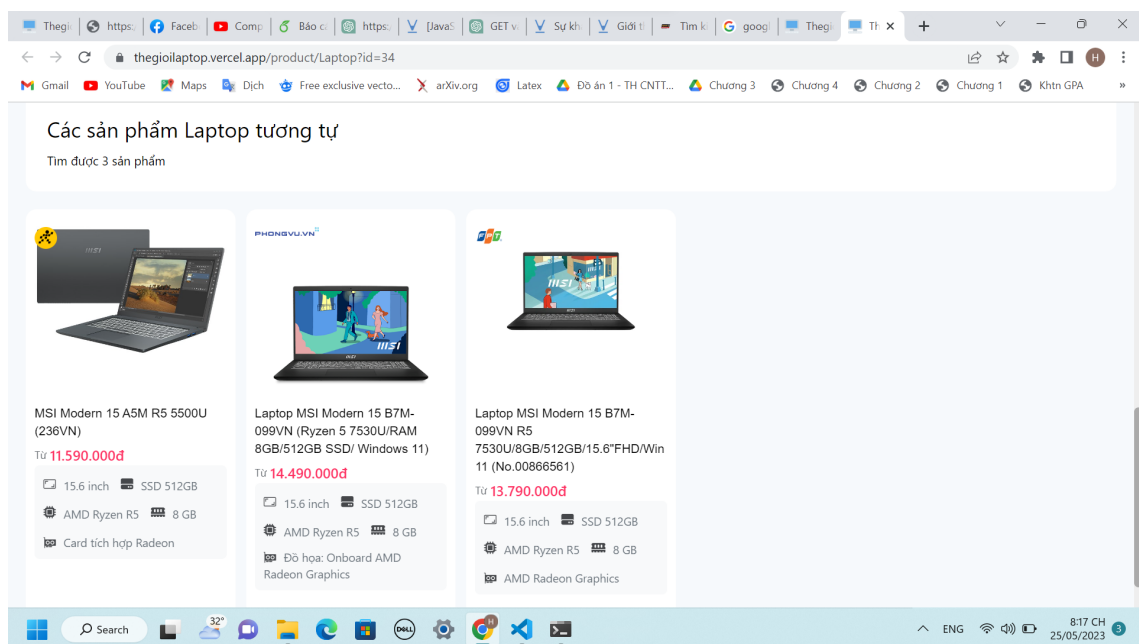 Thegi
https:
Faceb
Comp
Báo cá
https:
[JavaS
GET v
Sự kh
Giới t
Tìm k
googl
Thegi
Th
thegioilaptop.vercel.app/product/Laptop?id=34
H
Gmail
YouTube
Maps
Dịch
Free exclusive vecto...
arXiv.org
Latex
Đồ án 1 - TH CNTT...
Chương 3
Chương 4
Chương 2
Chương 1
Khtn GPA
»
Các sản phẩm Laptop tương tự
Tìm được 3 sản phẩm
msi
MSI Modern 15 A5M R5 5500U
(236VN)
Từ 11.590.000đ
15.6 inch SSD 512GB
AMD Ryzen R5 8 GB
Card tích hợp Radeon
PHONGVU.VN
msi
msi
Laptop MSI Modern 15 B7M-
099VN (Ryzen 5 7530U/RAM
8GB/512GB SSD/ Windows 11)
Từ 14.490.000đ
15.6 inch SSD 512GB
AMD Ryzen R5 8 GB
Đồ họa: Onboard AMD
Radeon Graphics
FPT
msi
msi
Laptop MSI Modern 15 B7M-
099VN R5
7530U/8GB/512GB/15.6"FHD/Win
11 (No.00866561)
Từ 13.790.000đ
15.6 inch SSD 512GB
AMD Ryzen R5 8 GB
AMD Radeon Graphics
Search
32°
DELL
H
ENG
8:17 CH
25/05/2023
3